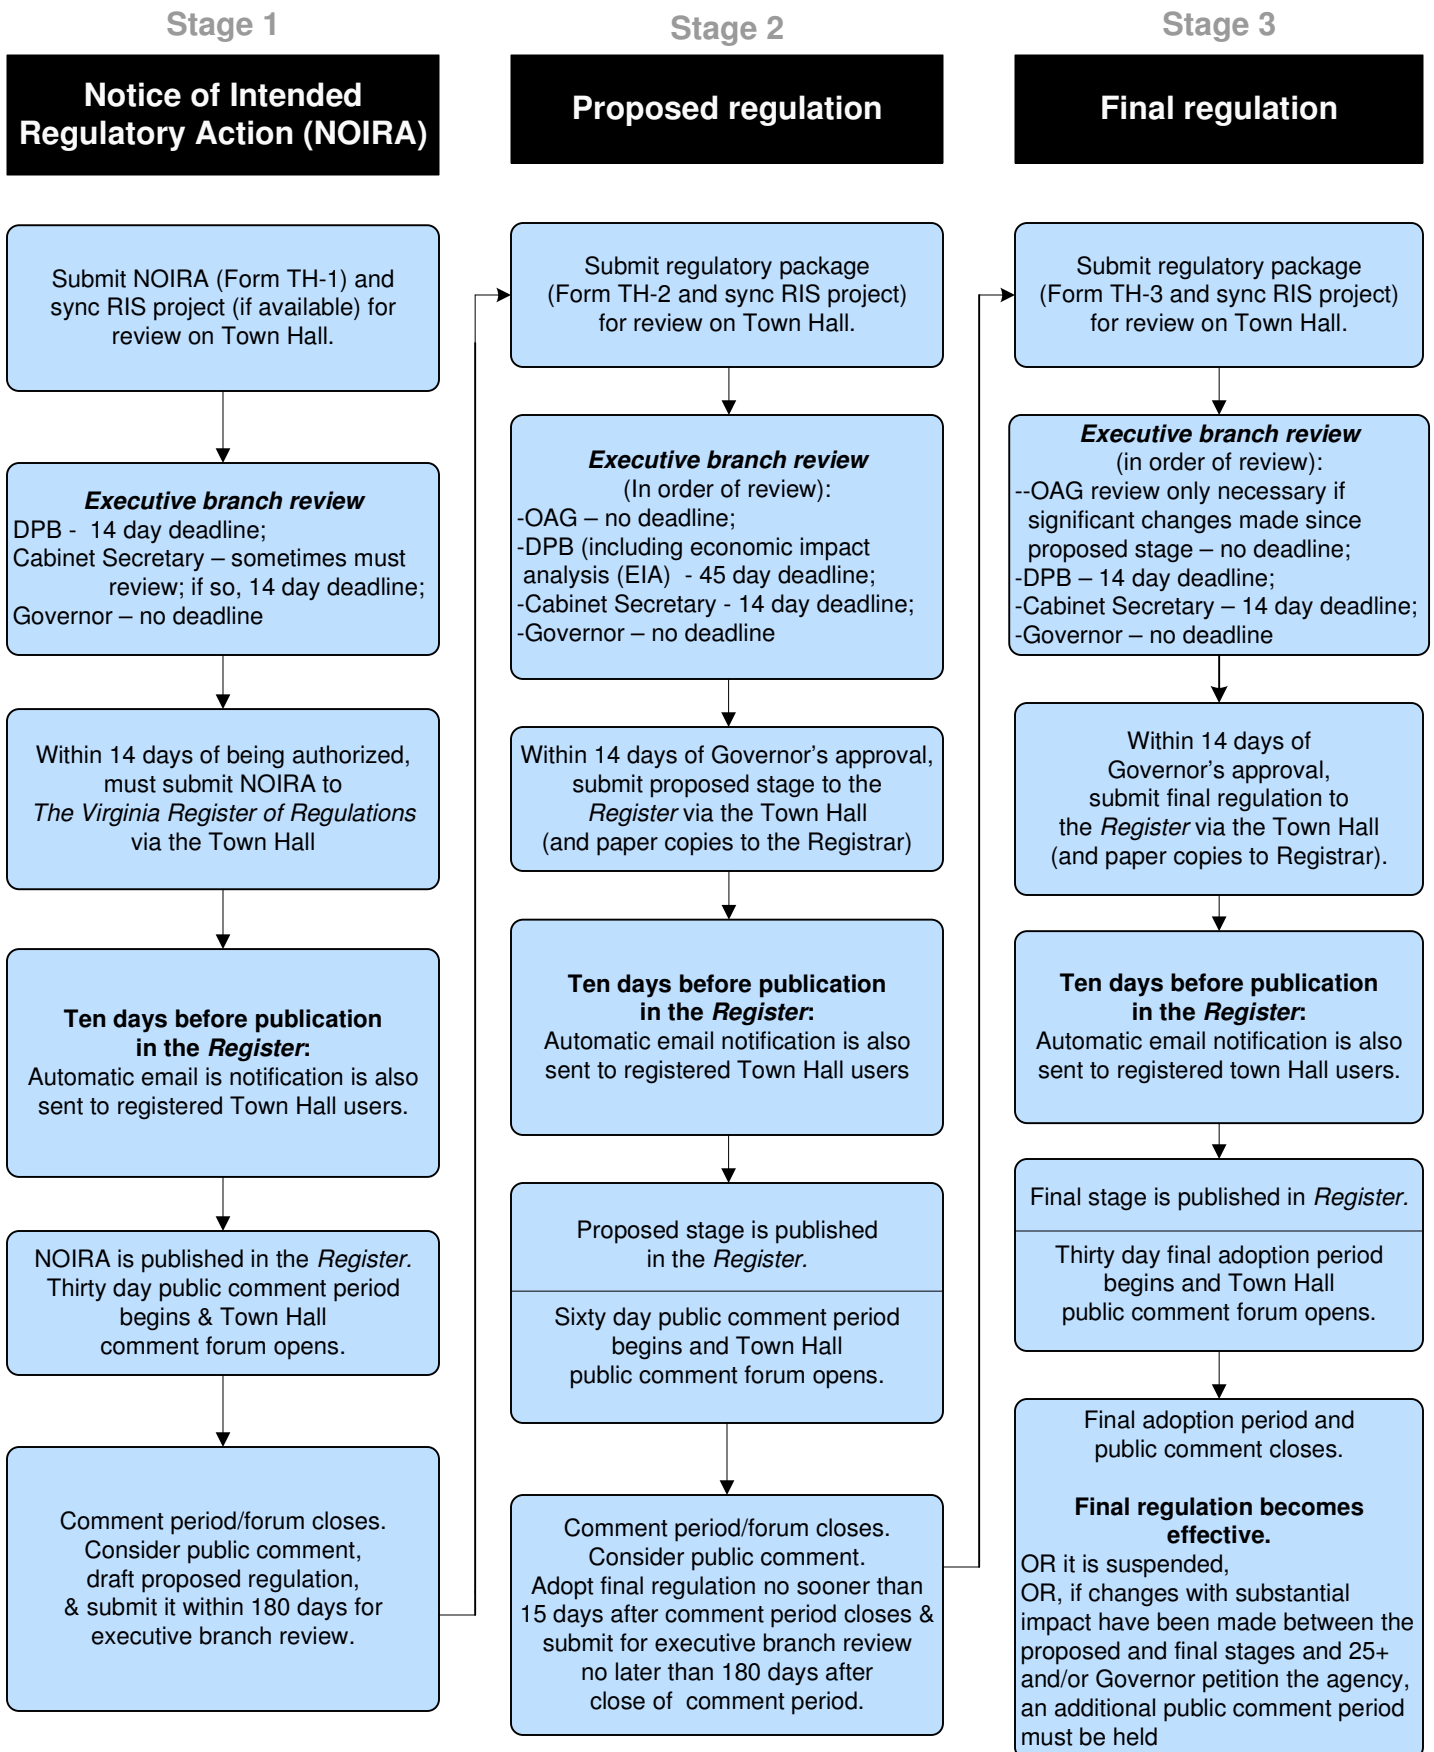 Stage 1
Notice of Intended
Regulatory Action (NOIRA)
Submit NOIRA (Form TH-1) and
sync RIS project (if available) for
review on Town Hall.
Executive branch review
DPB - 14 day deadline;
Cabinet Secretary – sometimes must
review; if so, 14 day deadline;
Governor – no deadline
Within 14 days of being authorized,
must submit NOIRA to
The Virginia Register of Regulations
via the Town Hall
Ten days before publication
in the Register:
Automatic email is notification is also
sent to registered Town Hall users.
NOIRA is published in the Register.
Thirty day public comment period
begins & Town Hall
comment forum opens.
Comment period/forum closes.
Consider public comment,
draft proposed regulation,
& submit it within 180 days for
executive branch review.
Stage 2
Proposed regulation
Submit regulatory package
(Form TH-2 and sync RIS project)
for review on Town Hall.
Executive branch review
(In order of review):
-OAG – no deadline;
-DPB (including economic impact
analysis (EIA) - 45 day deadline;
-Cabinet Secretary - 14 day deadline;
-Governor – no deadline
Within 14 days of Governor’s approval,
submit proposed stage to the
Register via the Town Hall
(and paper copies to the Registrar)
Ten days before publication
in the Register:
Automatic email notification is also
sent to registered Town Hall users
Proposed stage is published
in the Register.
Sixty day public comment period
begins and Town Hall
public comment forum opens.
Comment period/forum closes.
Consider public comment.
Adopt final regulation no sooner than
15 days after comment period closes &
submit for executive branch review
no later than 180 days after
close of comment period.
Stage 3
Final regulation
Submit regulatory package
(Form TH-3 and sync RIS project)
for review on Town Hall.
Executive branch review
(in order of review):
--OAG review only necessary if
significant changes made since
proposed stage – no deadline;
-DPB – 14 day deadline;
-Cabinet Secretary – 14 day deadline;
-Governor – no deadline
Within 14 days of
Governor’s approval,
submit final regulation to
the Register via the Town Hall
(and paper copies to Registrar).
Ten days before publication
in the Register:
Automatic email notification is also
sent to registered town Hall users.
Final stage is published in Register.
Thirty day final adoption period
begins and Town Hall
public comment forum opens.
Final adoption period and
public comment closes.
Final regulation becomes
effective.
OR it is suspended,
OR, if changes with substantial
impact have been made between the
proposed and final stages and 25+
and/or Governor petition the agency,
an additional public comment period
must be held